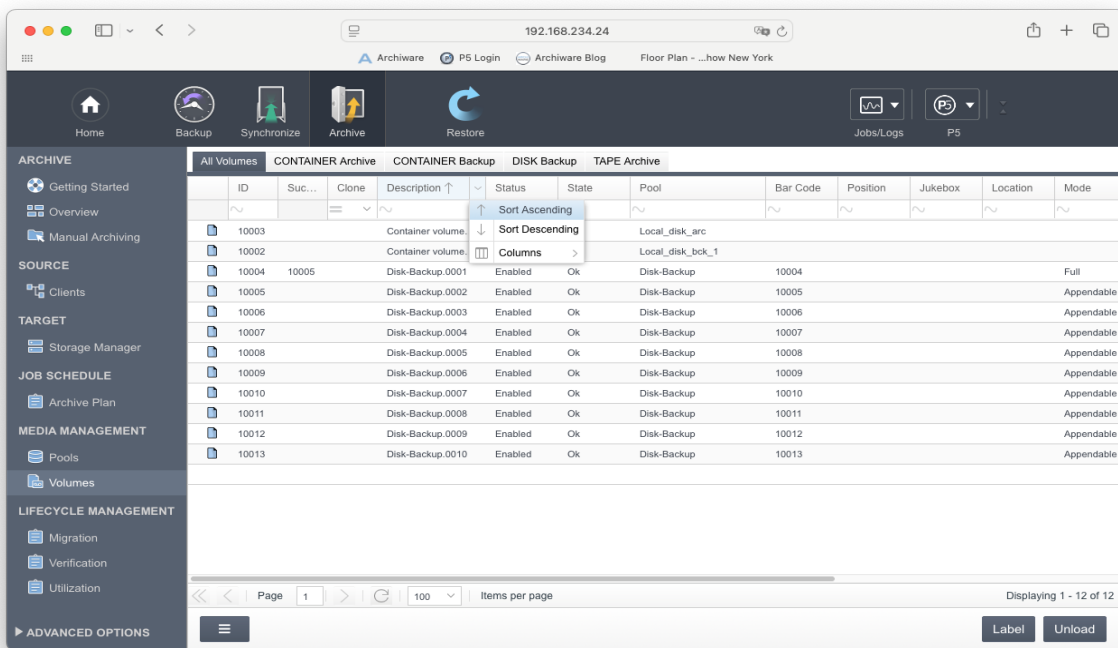 192.168.234.24
Archiware P5 Login Archiware Blog Floor Plan - ...how New York
Home Backup Synchronize Archive Restore Jobs/Logs P5
ARCHIVE
Getting Started
Overview
Manual Archiving
SOURCE
Clients
TARGET
Storage Manager
JOB SCHEDULE
Archive Plan
MEDIA MANAGEMENT
Pools
Volumes
LIFECYCLE MANAGEMENT
Migration
Verification
Utilization
ADVANCED OPTIONS
All Volumes CONTAINER Archive CONTAINER Backup DISK Backup TAPE Archive
ID Suc... Clone Description Status State Pool Bar Code Position Jukebox Location Mode
Sort Ascending
Sort Descending
Columns
10003 Container volume. Local_disk_arc
10002 Container volume. Local_disk_bck_1
10004 10005 Disk-Backup.0001 Enabled Ok Disk-Backup 10004 Full
10005 Disk-Backup.0002 Enabled Ok Disk-Backup 10005 Appendable
10006 Disk-Backup.0003 Enabled Ok Disk-Backup 10006 Appendable
10007 Disk-Backup.0004 Enabled Ok Disk-Backup 10007 Appendable
10008 Disk-Backup.0005 Enabled Ok Disk-Backup 10008 Appendable
10009 Disk-Backup.0006 Enabled Ok Disk-Backup 10009 Appendable
10010 Disk-Backup.0007 Enabled Ok Disk-Backup 10010 Appendable
10011 Disk-Backup.0008 Enabled Ok Disk-Backup 10011 Appendable
10012 Disk-Backup.0009 Enabled Ok Disk-Backup 10012 Appendable
10013 Disk-Backup.0010 Enabled Ok Disk-Backup 10013 Appendable
Page 1 100 Items per page Displaying 1 - 12 of 12
Label Unload